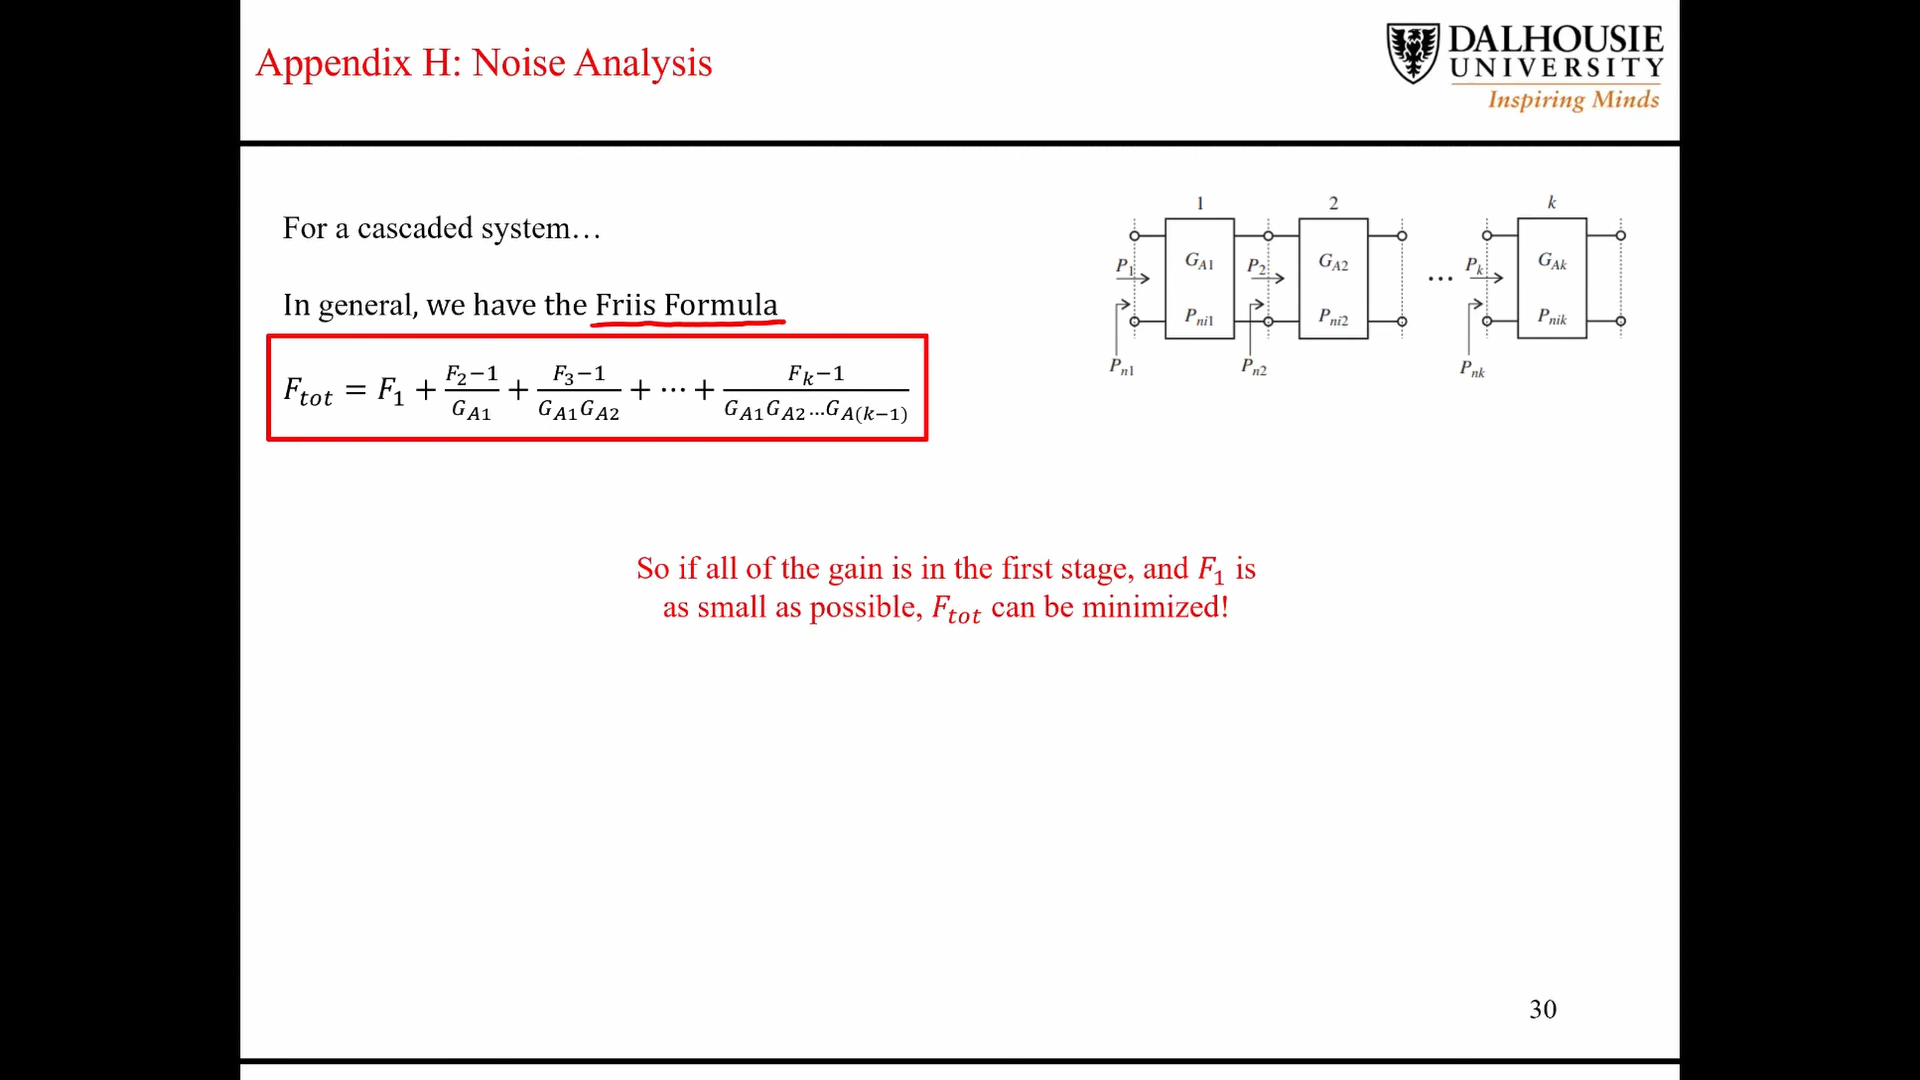 Appendix H: Noise Analysis
DALHOUSIE
UNIVERSITY
Inspiring Minds
For a cascaded system…
In general, we have the Friis Formula
F_tot = F_1 + (F_2−1)/(G_A1) + (F_3−1)/(G_A1 G_A2) + ⋯ + (F_k−1)/(G_A1 G_A2 … G_A(k−1))
1 2 k
G_A1 G_A2 G_Ak
P_1 P_2 … P_k
P_ni1 P_ni2 P_nik
P_n1 P_n2 P_nk
So if all of the gain is in the first stage, and F_1 is
as small as possible, F_tot can be minimized!
30